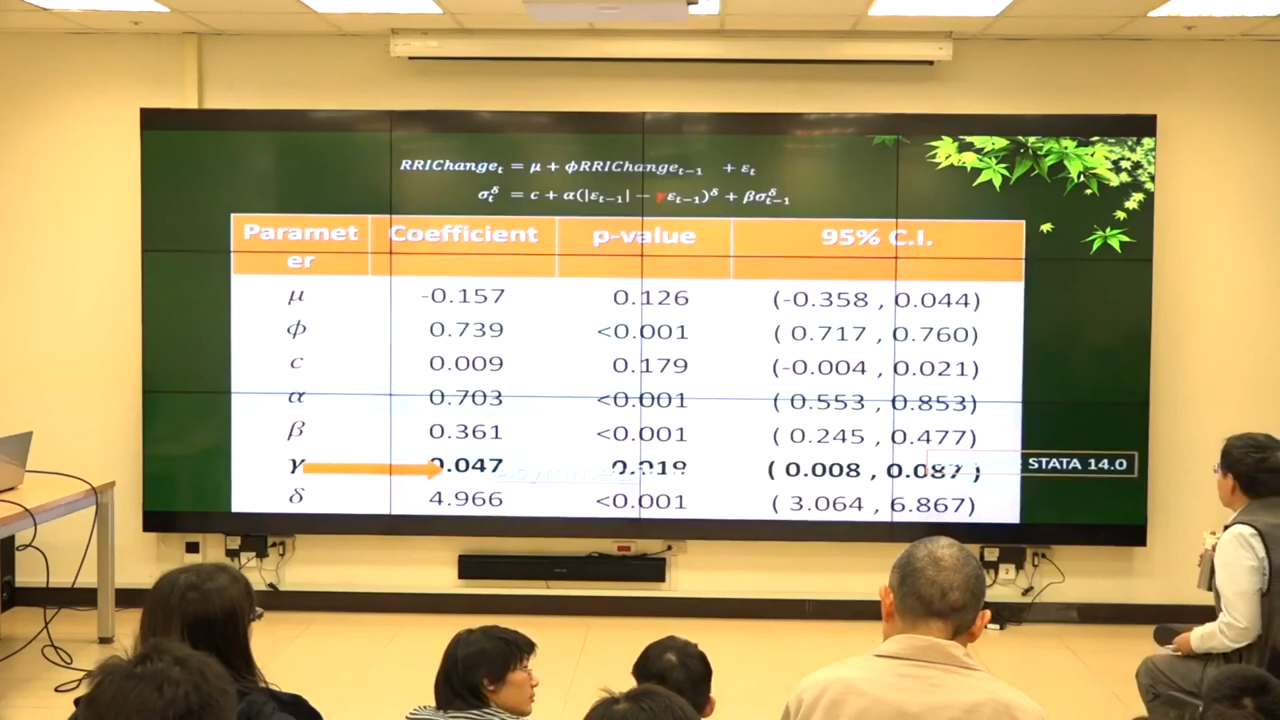 RRIChange_t = μ + ϕRRIChange_{t−1} + ε_t
σ_t^δ = c + α(|ε_{t−1}| − γε_{t−1})^δ + βσ_{t−1}^δ
Paramet
er Coefficient p-value 95% C.I.
μ -0.157 0.126 (-0.358 , 0.044)
ϕ 0.739 <0.001 ( 0.717 , 0.760)
c 0.009 0.179 (-0.004 , 0.021)
α 0.703 <0.001 ( 0.553 , 0.853)
β 0.361 <0.001 ( 0.245 , 0.477)
γ 0.047 0.019 ( 0.008 , 0.087 )
STATA 14.0
δ 4.966 <0.001 ( 3.064 , 6.867)